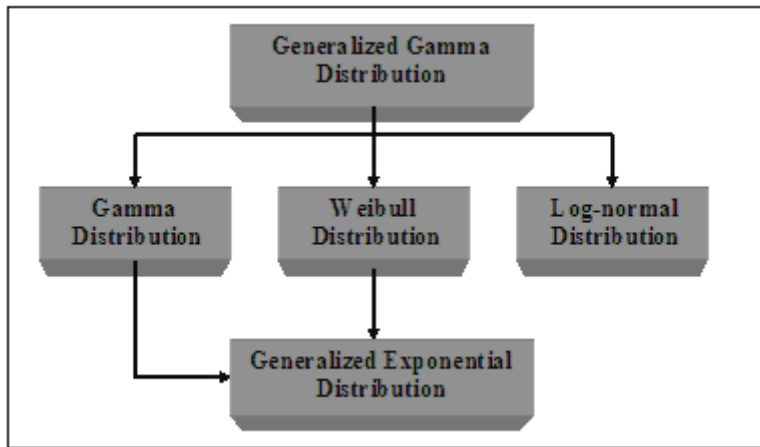 Generalized Gamma
Distribution
Gamma
Distribution
Weibull
Distribution
Log-normal
Distribution
Generalized Exponential
Distribution